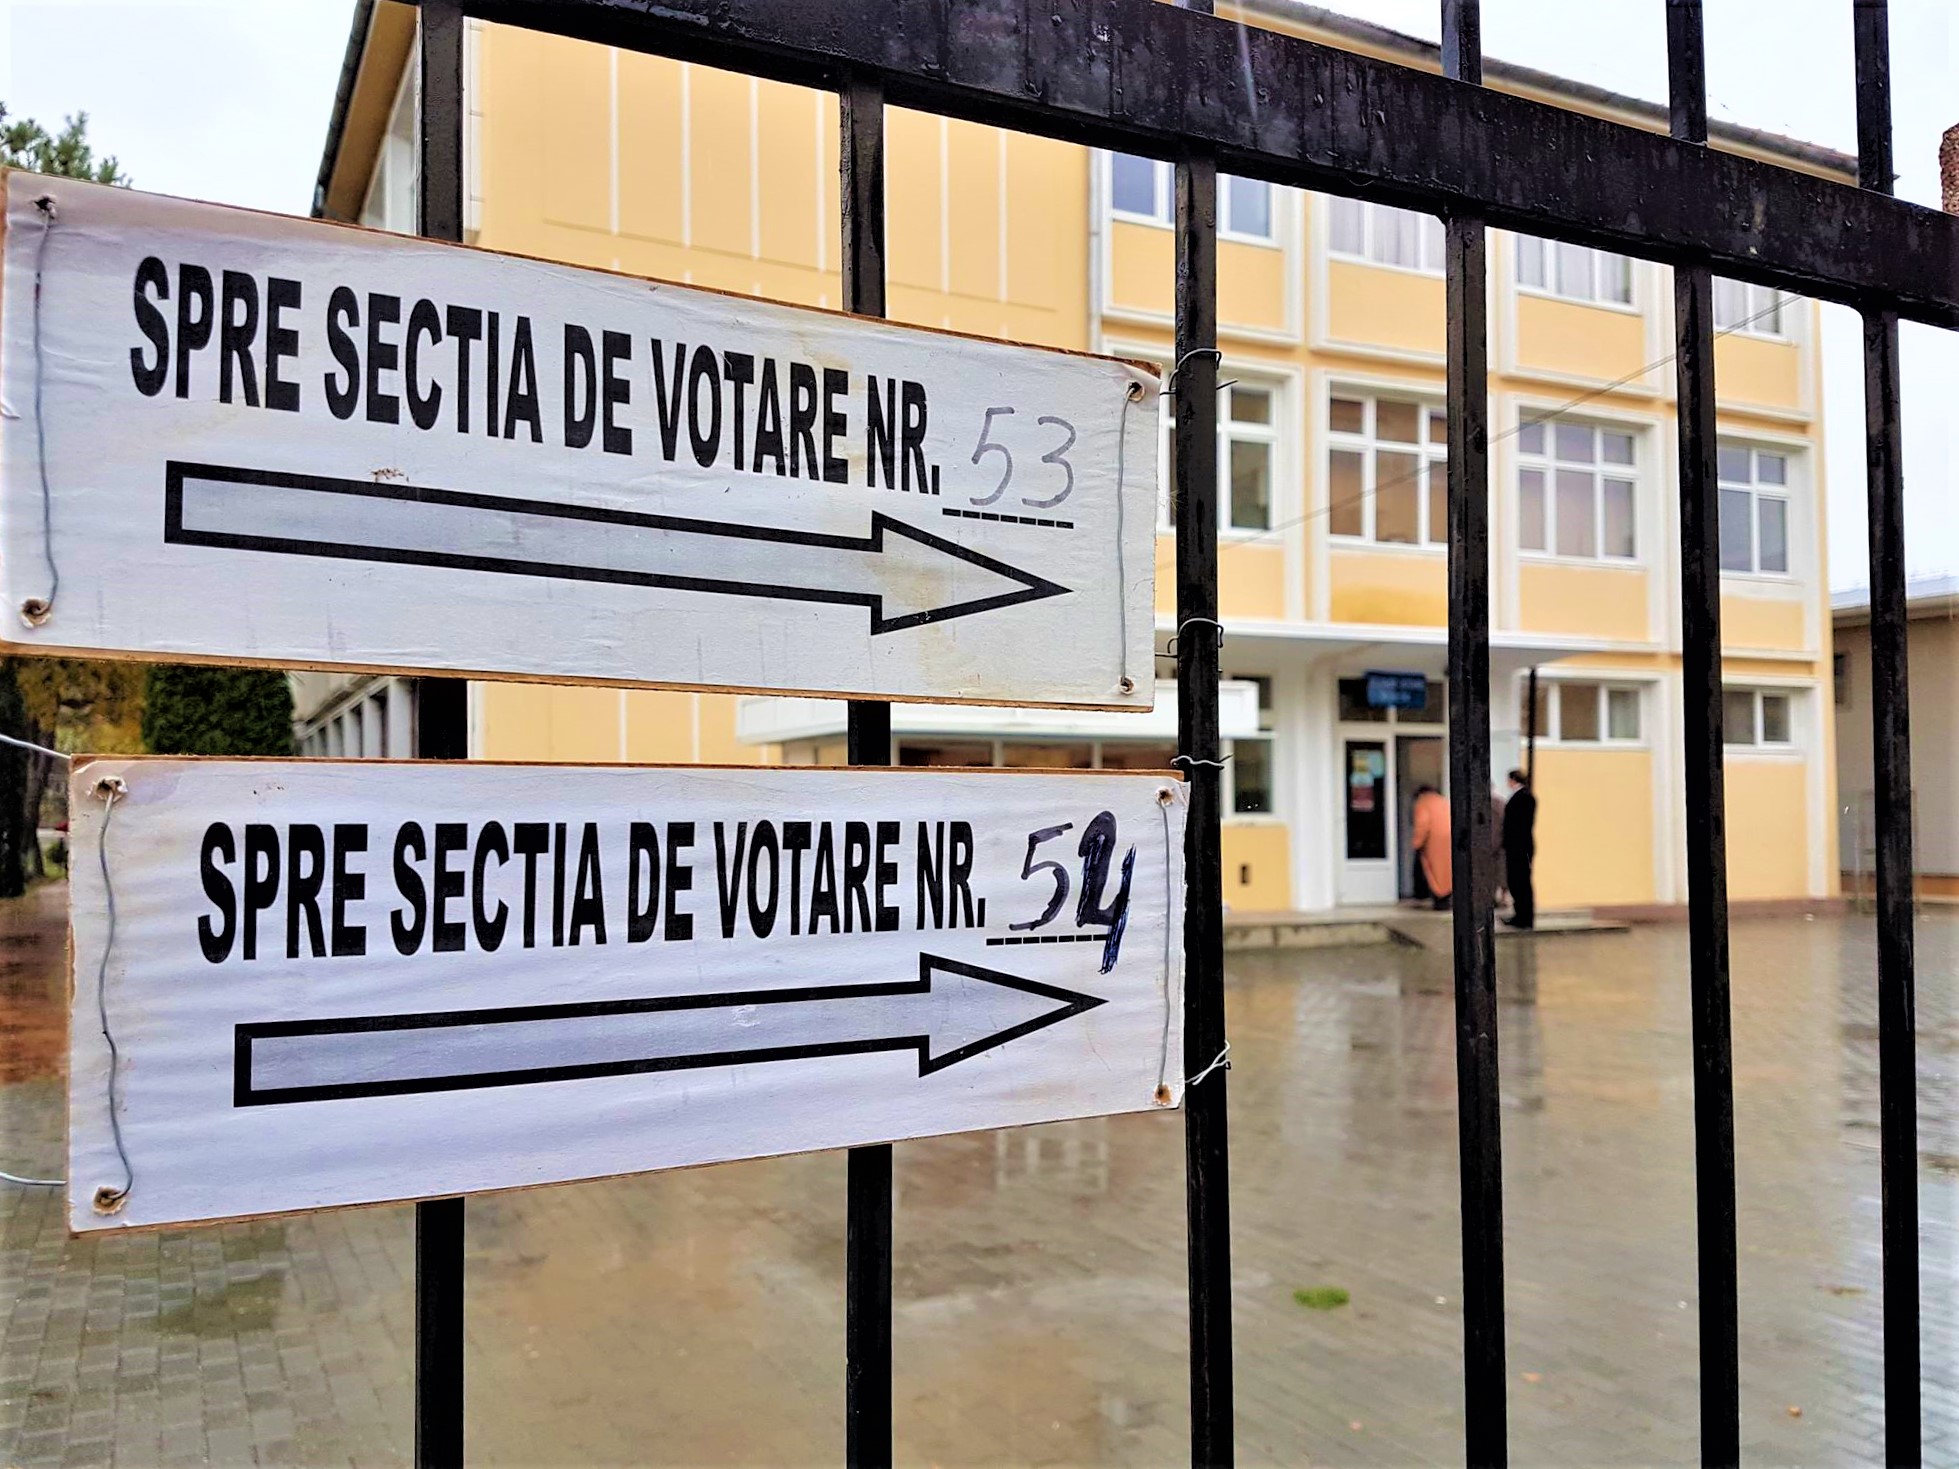 SPRE SECTIA DE VOTARE NR. 53
SPRE SECTIA DE VOTARE NR. 54